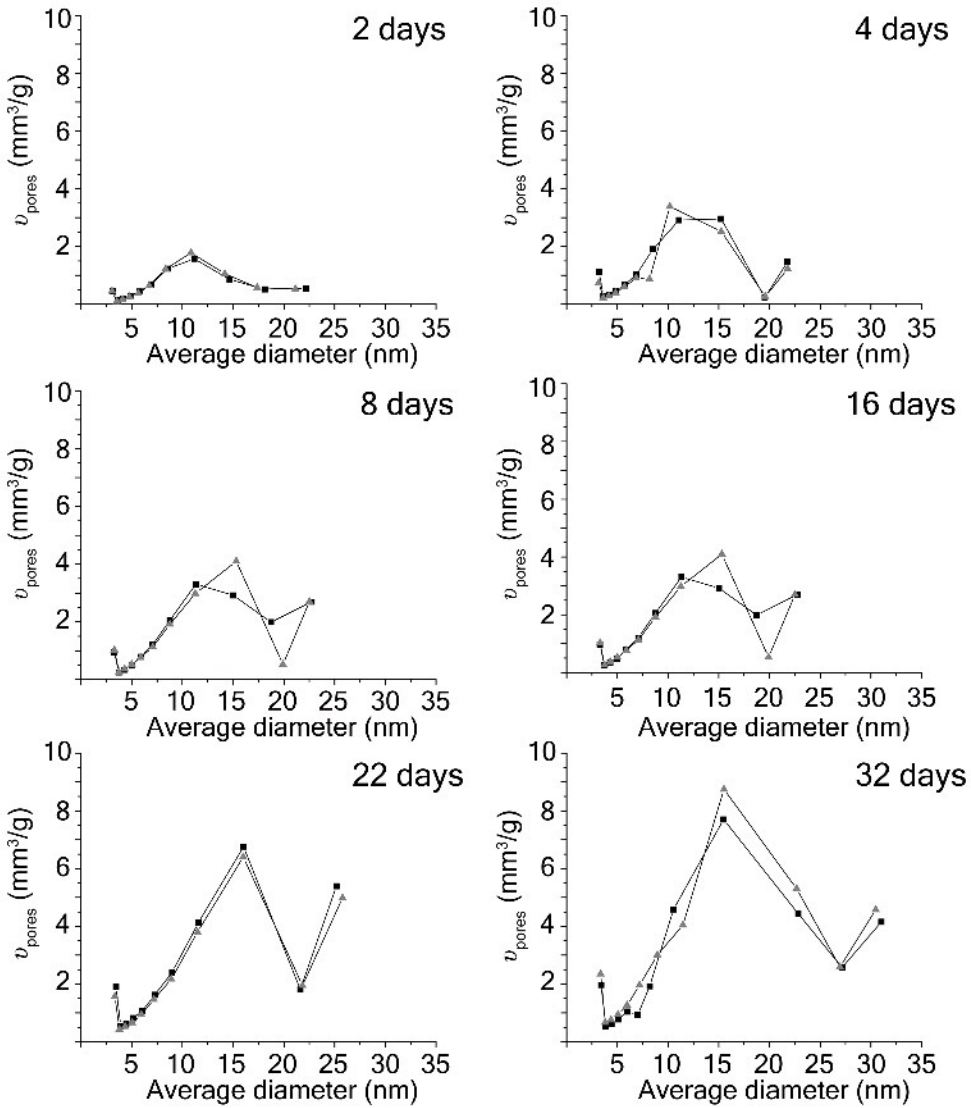 2 days
10
8
6
4
2
υpores (mm³/g)
5 10 15 20 25 30 35
Average diameter (nm)
4 days
10
8
6
4
2
υpores (mm³/g)
5 10 15 20 25 30 35
Average diameter (nm)
8 days
10
8
6
4
2
υpores (mm³/g)
5 10 15 20 25 30 35
Average diameter (nm)
16 days
10
8
6
4
2
υpores (mm³/g)
5 10 15 20 25 30 35
Average diameter (nm)
22 days
10
8
6
4
2
υpores (mm³/g)
5 10 15 20 25 30 35
Average diameter (nm)
32 days
10
8
6
4
2
υpores (mm³/g)
5 10 15 20 25 30 35
Average diameter (nm)